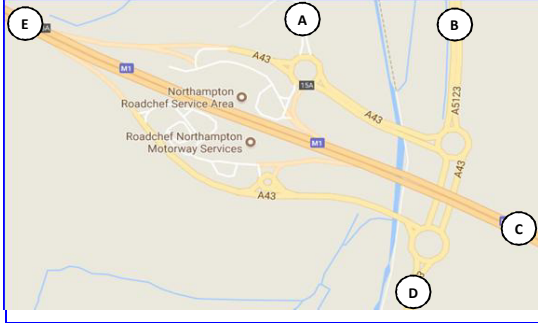 E
A
B
A43
M1
15A
Northampton
Roadchef Service Area
A43
A5123
Roadchef Northampton
Motorway Services
M1
A43
A43
C
D